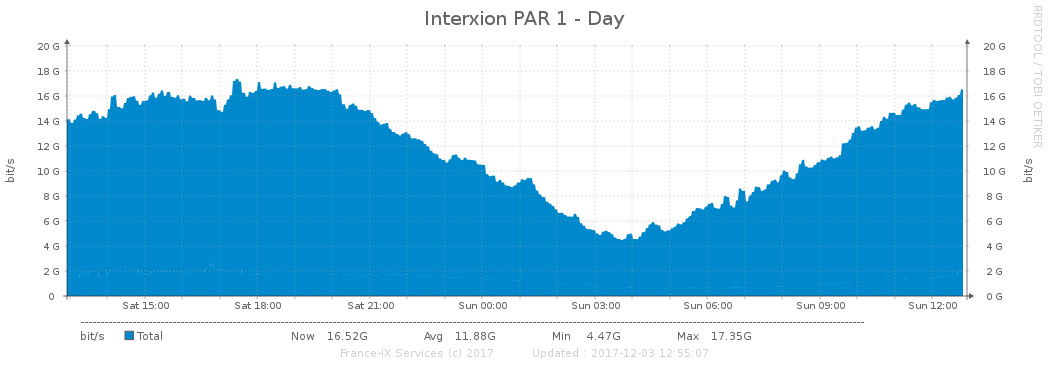 Interxion PAR 1 - Day
RRDTOOL / TOBI OETIKER
20 G 20 G
18 G 18 G
16 G 16 G
14 G 14 G
12 G 12 G
10 G 10 G
8 G 8 G
6 G 6 G
4 G 4 G
2 G 2 G
0 0 G
bit/s
bit/s
Sat 15:00 Sat 18:00 Sat 21:00 Sun 00:00 Sun 03:00 Sun 06:00 Sun 09:00 Sun 12:00
bit/s Total Now 16.52G Avg 11.88G Min 4.47G Max 17.35G
France-IX Services (c) 2017 Updated : 2017-12-03 12:55:07